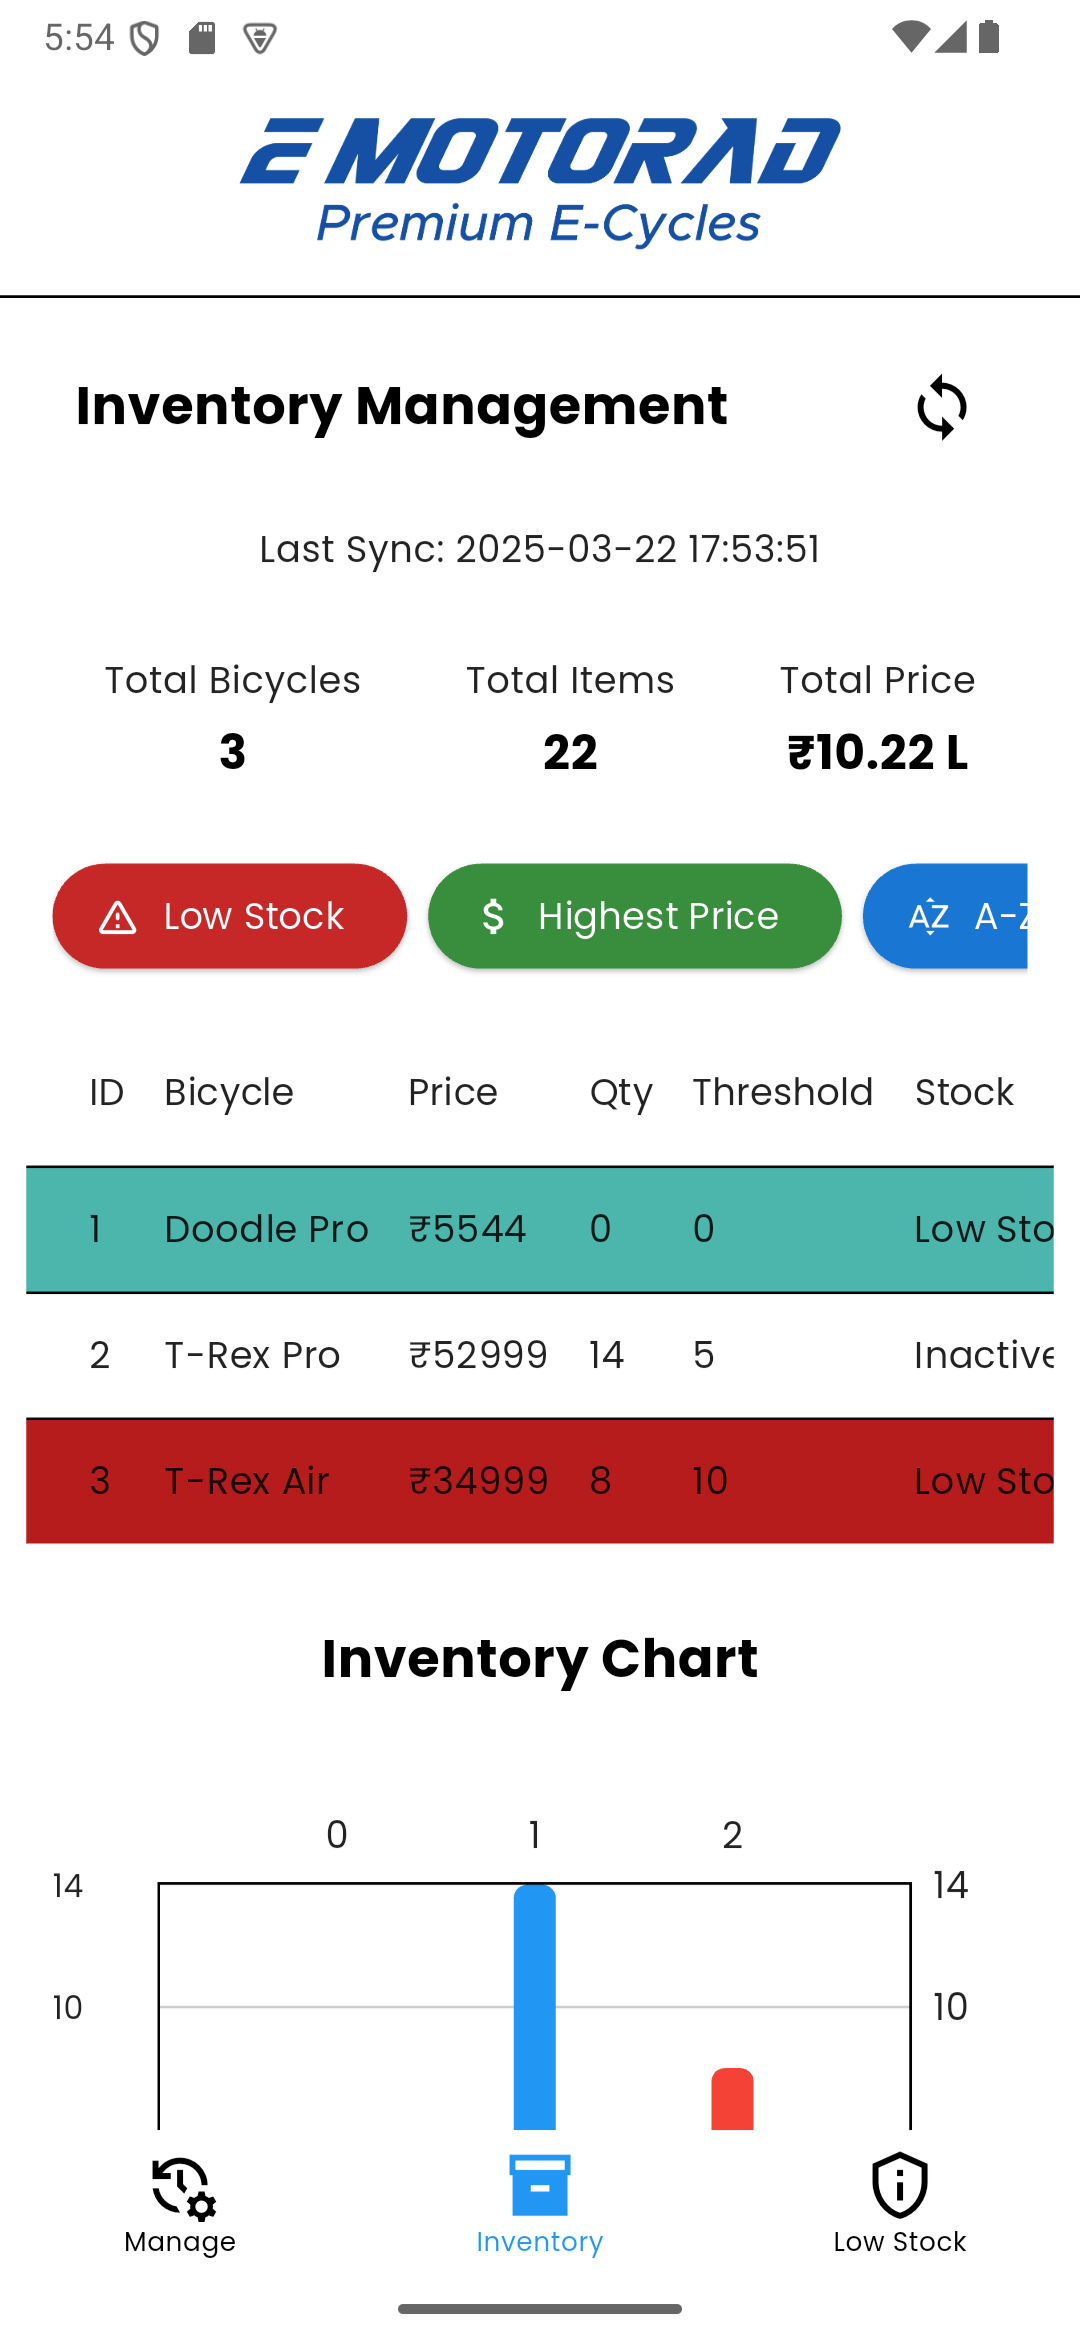 5:54
E MOTORAD
Premium E-Cycles
Inventory Management
Last Sync: 2025-03-22 17:53:51
Total Bicycles Total Items Total Price
3 22 ₹10.22 L
Low Stock $ Highest Price AZ A-Z
ID Bicycle Price Qty Threshold Stock
1 Doodle Pro ₹5544 0 0 Low Sto
2 T-Rex Pro ₹52999 14 5 Inactive
3 T-Rex Air ₹34999 8 10 Low Sto
Inventory Chart
0 1 2
14 14
10 10
Manage Inventory Low Stock